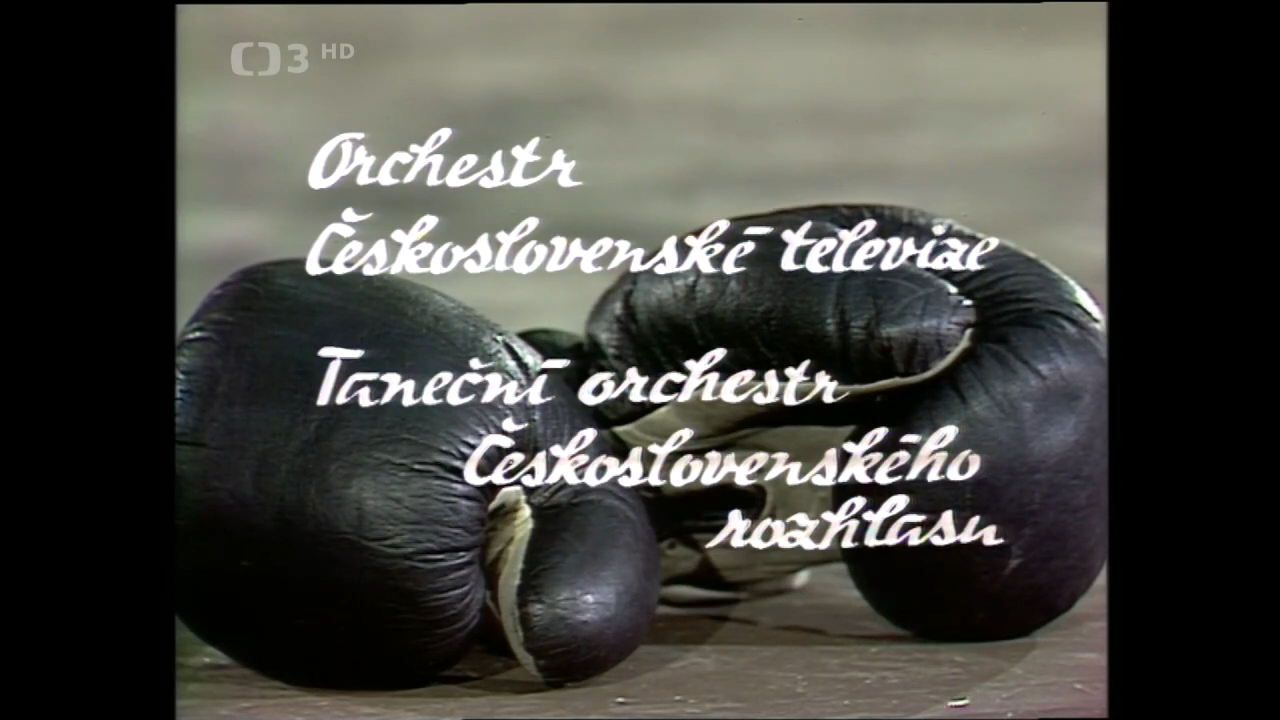 ČT3 HD
Orchestr
Československé televize
Taneční orchestr
Československého
rozhlasu